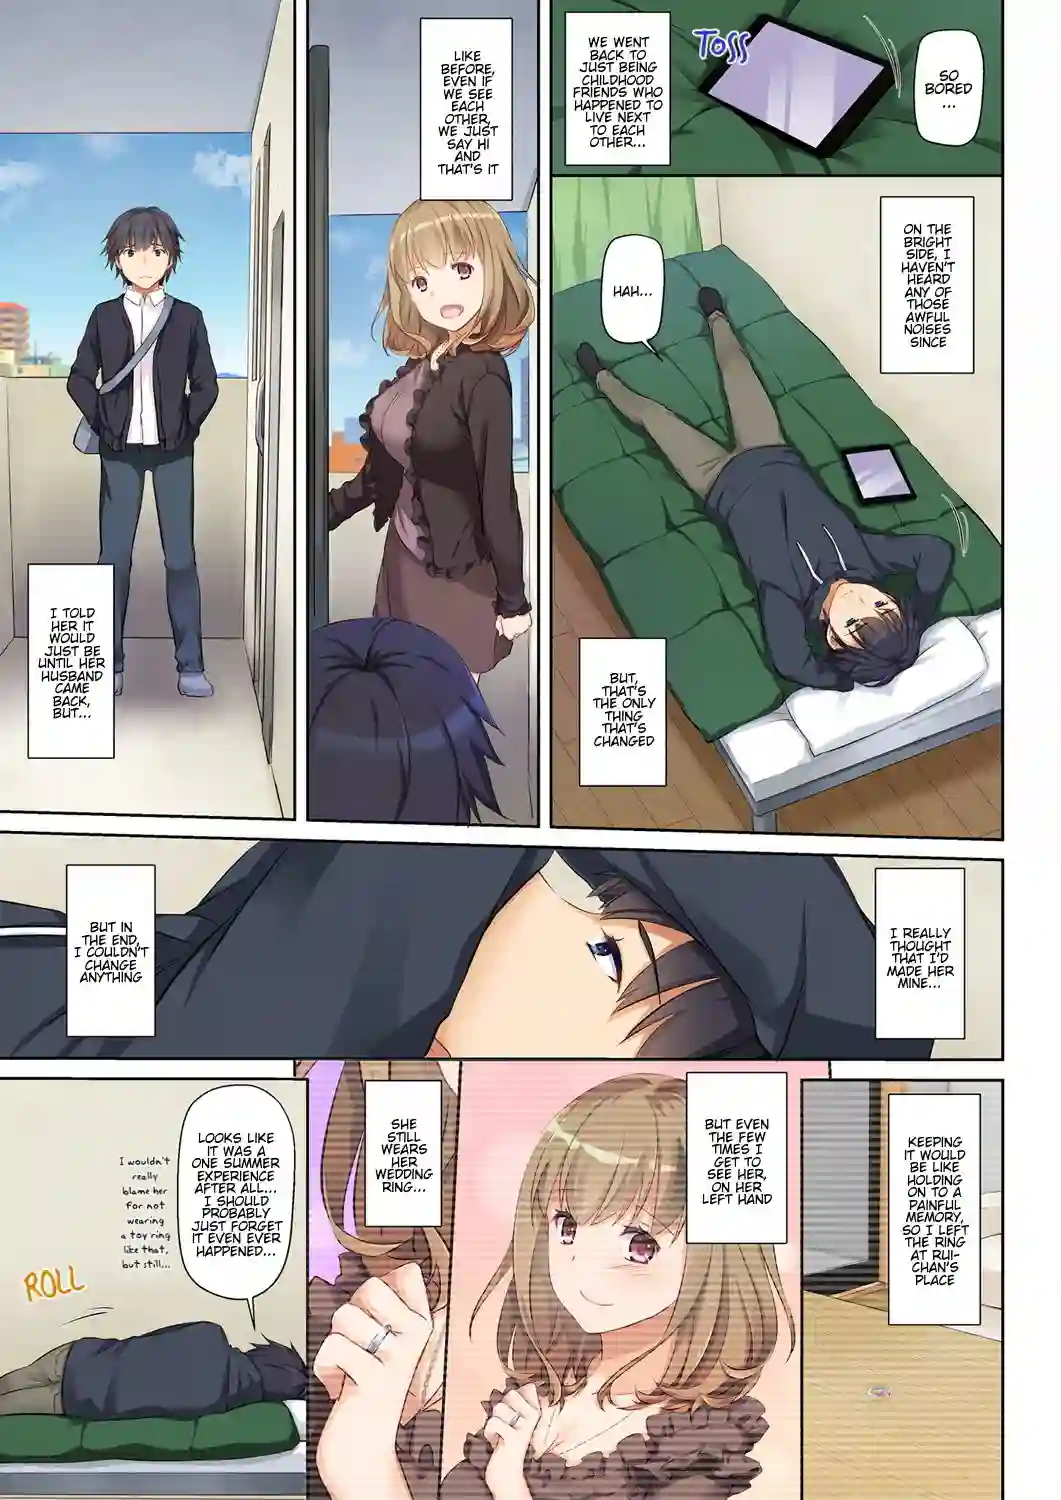 SO
BORED
...
TOSS
WE WENT
BACK TO
JUST BEING
CHILDHOOD
FRIENDS WHO
HAPPENED TO
LIVE NEXT
TO EACH
OTHER...
ON THE
BRIGHT
SIDE, I
HAVEN'T
HEARD
ANY OF
THOSE
AWFUL
NOISES
SINCE
HAH...
BUT,
THAT'S
THE ONLY
THING
THAT'S
CHANGED
LIKE
BEFORE,
EVEN IF
WE SEE
EACH
OTHER,
WE JUST
SAY HI
AND
THAT'S IT
I TOLD
HER IT
WOULD
JUST BE
UNTIL HER
HUSBAND
CAME
BACK,
BUT...
I REALLY
THOUGHT
THAT I'D
MADE HER
MINE...
BUT IN
THE END,
I COULDN'T
CHANGE
ANYTHING
KEEPING
IT WOULD
BE LIKE
HOLDING
ON TO A
PAINFUL
MEMORY,
SO I LEFT
THE RING
AT RUI-
CHAN'S
PLACE
BUT EVEN
THE FEW
TIMES I
GET TO
SEE HER,
ON HER
LEFT HAND
SHE
STILL
WEARS
HER
WEDDING
RING...
LOOKS LIKE
IT WAS A
ONE SUMMER
EXPERIENCE
AFTER ALL...
I SHOULD
PROBABLY
JUST FORGET
IT EVEN EVER
HAPPENED...
I wouldn't
really
blame her
for not
wearing
a toy ring
like that,
but still...
ROLL